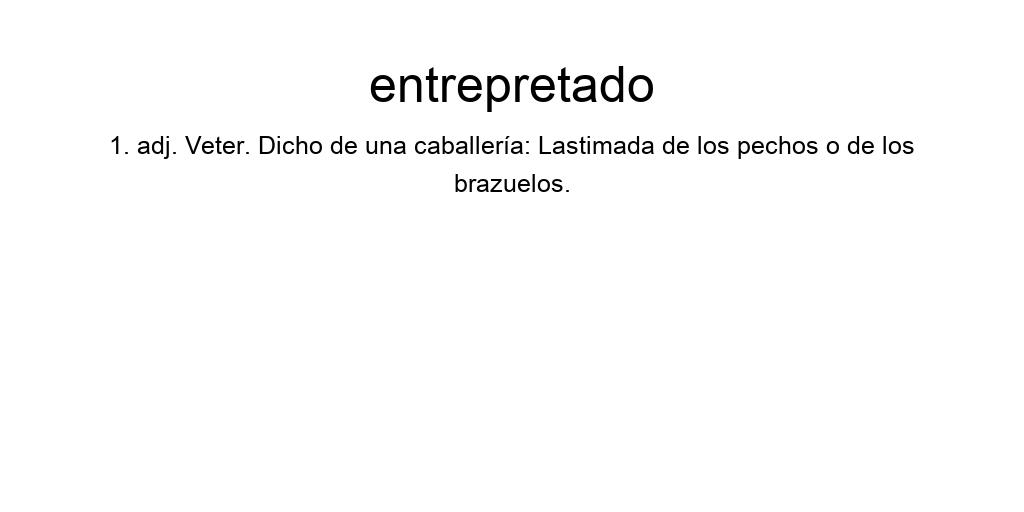 entrepretado
1. adj. Veter. Dicho de una caballería: Lastimada de los pechos o de los
brazuelos.